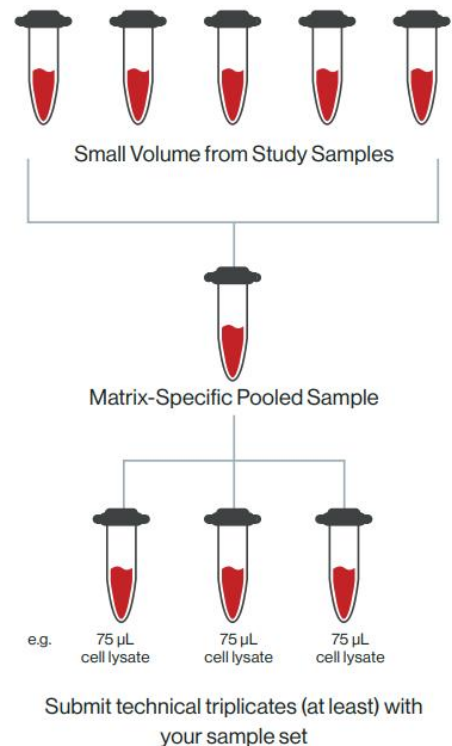 Small Volume from Study Samples
Matrix-Specific Pooled Sample
e.g. 75 µL 75 µL 75 µL
cell lysate cell lysate cell lysate
Submit technical triplicates (at least) with
your sample set